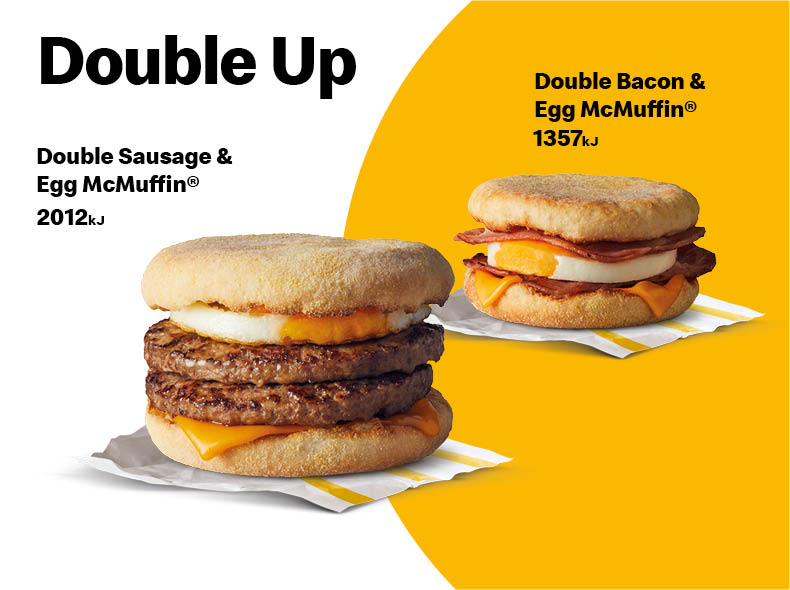 Double Up
Double Sausage &
Egg McMuffin®
2012kJ
Double Bacon &
Egg McMuffin®
1357kJ